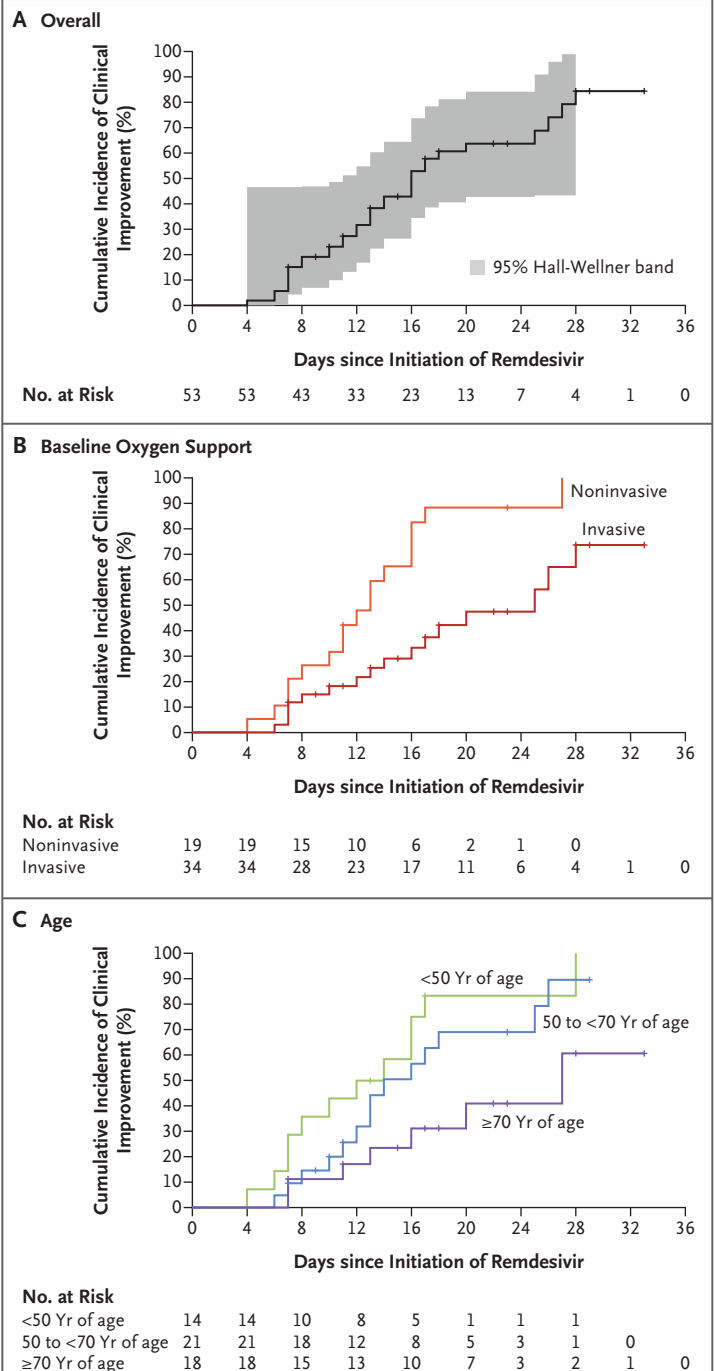 A Overall
Cumulative Incidence of Clinical
Improvement (%)
100
90
80
70
60
50
40
30
20
10
0
95% Hall-Wellner band
0 4 8 12 16 20 24 28 32 36
Days since Initiation of Remdesivir
No. at Risk 53 53 43 33 23 13 7 4 1 0
B Baseline Oxygen Support
Cumulative Incidence of Clinical
Improvement (%)
100
90
80
70
60
50
40
30
20
10
0
Noninvasive
Invasive
0 4 8 12 16 20 24 28 32 36
Days since Initiation of Remdesivir
No. at Risk
Noninvasive 19 19 15 10 6 2 1 0
Invasive 34 34 28 23 17 11 6 4 1 0
C Age
Cumulative Incidence of Clinical
Improvement (%)
100
90
80
70
60
50
40
30
20
10
0
<50 Yr of age
50 to <70 Yr of age
≥70 Yr of age
0 4 8 12 16 20 24 28 32 36
Days since Initiation of Remdesivir
No. at Risk
<50 Yr of age 14 14 10 8 5 1 1 1
50 to <70 Yr of age 21 21 18 12 8 5 3 1 0
≥70 Yr of age 18 18 15 13 10 7 3 2 1 0